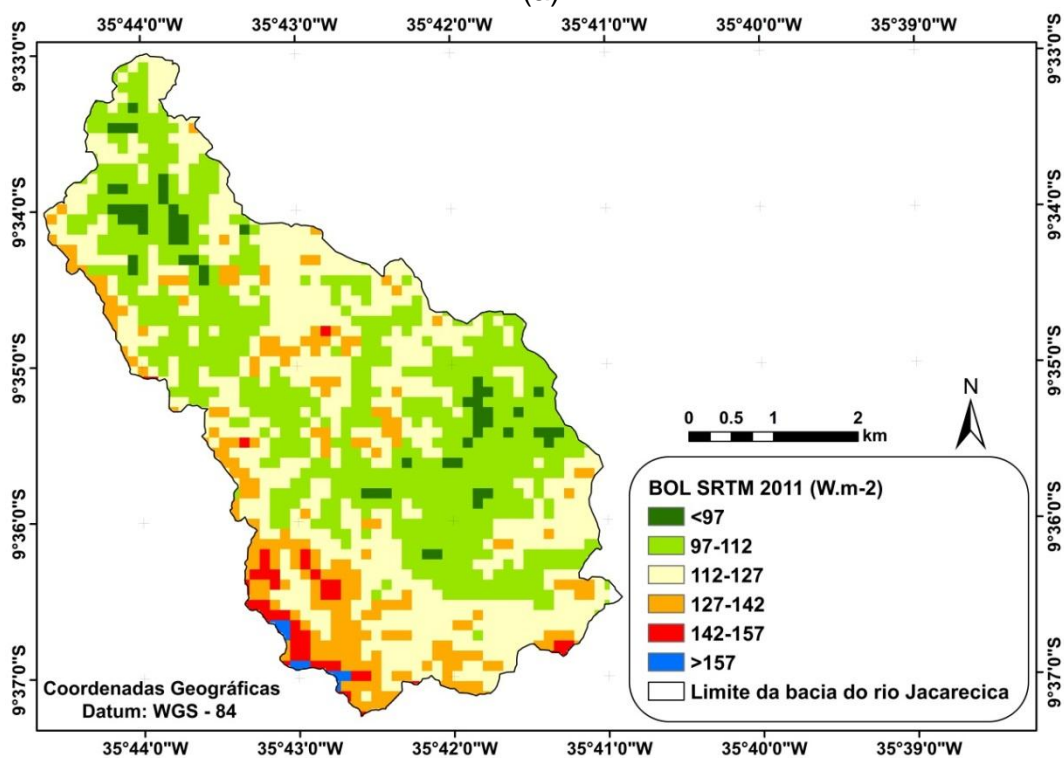 35°44'0"W 35°43'0"W 35°42'0"W 35°41'0"W 35°40'0"W 35°39'0"W
9°33'0"S 9°33'0"S
9°34'0"S 9°34'0"S
9°35'0"S 9°35'0"S
N
0 0.5 1 2
km
BOL SRTM 2011 (W.m-2)
<97
97-112
112-127
127-142
142-157
>157
Limite da bacia do rio Jacarecica
9°36'0"S 9°36'0"S
9°37'0"S 9°37'0"S
Coordenadas Geográficas
Datum: WGS - 84
35°44'0"W 35°43'0"W 35°42'0"W 35°41'0"W 35°40'0"W 35°39'0"W